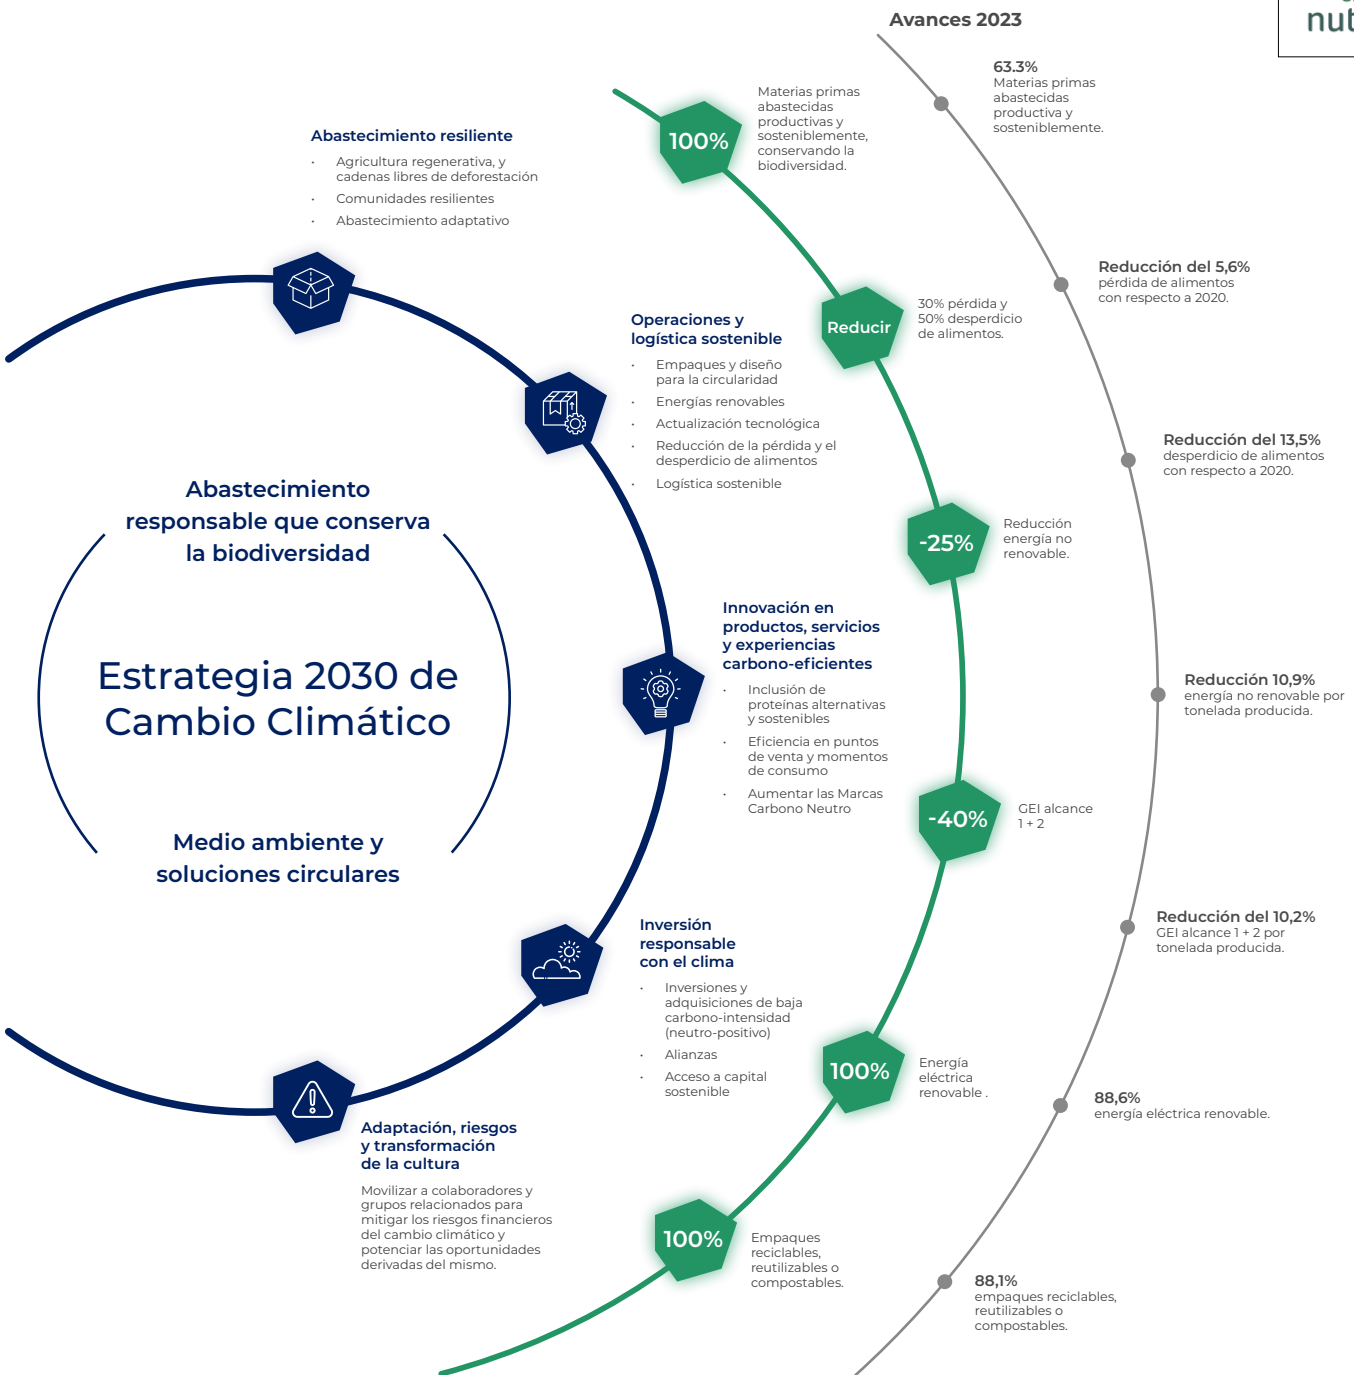 Avances 2023
Abastecimiento resiliente
· Agricultura regenerativa, y
cadenas libres de deforestación
· Comunidades resilientes
· Abastecimiento adaptativo
Operaciones y
logística sostenible
· Empaques y diseño
para la circularidad
· Energías renovables
· Actualización tecnológica
· Reducción de la pérdida y el
desperdicio de alimentos
· Logística sostenible
Abastecimiento
responsable que conserva
la biodiversidad
Estrategia 2030 de
Cambio Climático
Medio ambiente y
soluciones circulares
Innovación en
productos, servicios
y experiencias
carbono-eficientes
· Inclusión de
proteínas alternativas
y sostenibles
· Eficiencia en puntos
de venta y momentos
de consumo
· Aumentar las Marcas
Carbono Neutro
Inversión
responsable
con el clima
· Inversiones y
adquisiciones de baja
carbono-intensidad
(neutro-positivo)
· Alianzas
· Acceso a capital
sostenible
Adaptación, riesgos
y transformación
de la cultura
Movilizar a colaboradores y
grupos relacionados para
mitigar los riesgos financieros
del cambio climático y
potenciar las oportunidades
derivadas del mismo.
100%
Materias primas
abastecidas
productivas y
sosteniblemente,
conservando la
biodiversidad.
Reducir
30% pérdida y
50% desperdicio
de alimentos.
-25%
Reducción
energía no
renovable.
-40%
GEI alcance
1 + 2
100%
Energía
eléctrica
renovable .
100%
Empaques
reciclables,
reutilizables o
compostables.
63.3%
Materias primas
abastecidas
productiva y
sosteniblemente.
Reducción del 5,6%
pérdida de alimentos
con respecto a 2020.
Reducción del 13,5%
desperdicio de alimentos
con respecto a 2020.
Reducción 10,9%
energía no renovable por
tonelada producida.
Reducción del 10,2%
GEI alcance 1 + 2 por
tonelada producida.
88,6%
energía eléctrica renovable.
88,1%
empaques reciclables,
reutilizables o
compostables.